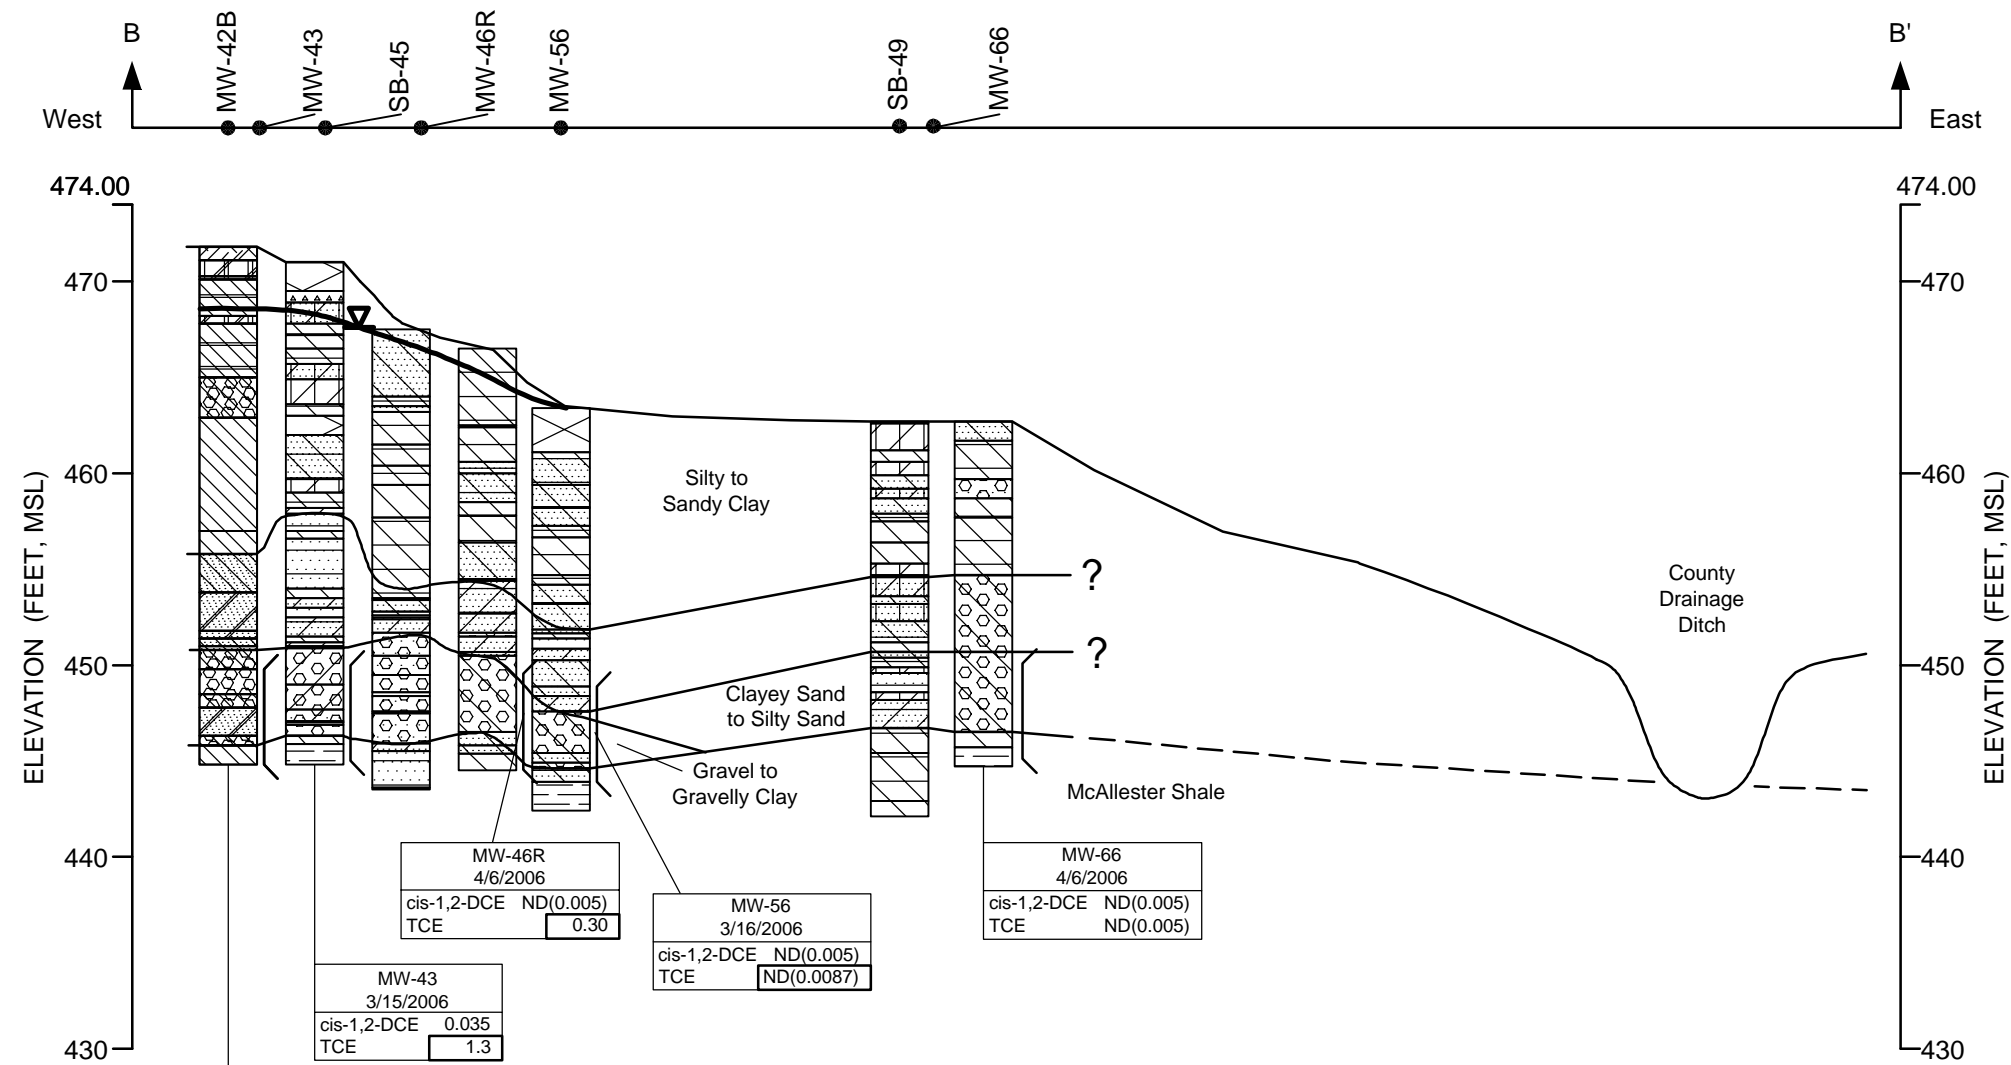 B
B'
MW-42B
MW-43
SB-45
MW-46R
MW-56
SB-49
MW-66
West
East
474.00
474.00
470
470
460
460
450
450
440
440
430
430
ELEVATION (FEET, MSL)
ELEVATION (FEET, MSL)
Silty to
Sandy Clay
?
?
County
Drainage
Ditch
Clayey Sand
to Silty Sand
Gravel to
Gravelly Clay
McAllester Shale
MW-46R
4/6/2006
cis-1,2-DCE ND(0.005)
TCE 0.30
MW-56
3/16/2006
cis-1,2-DCE ND(0.005)
TCE ND(0.0087)
MW-66
4/6/2006
cis-1,2-DCE ND(0.005)
TCE ND(0.005)
MW-43
3/15/2006
cis-1,2-DCE 0.035
TCE 1.3